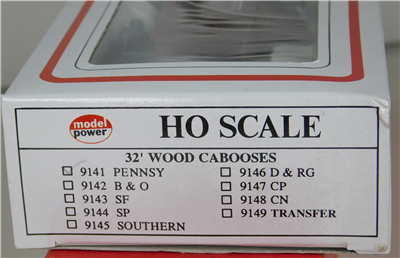 model
power
HO SCALE
32' WOOD CABOOSES
9141 PENNSY
9142 B & O
9143 SF
9144 SP
9145 SOUTHERN
9146 D & RG
9147 CP
9148 CN
9149 TRANSFER